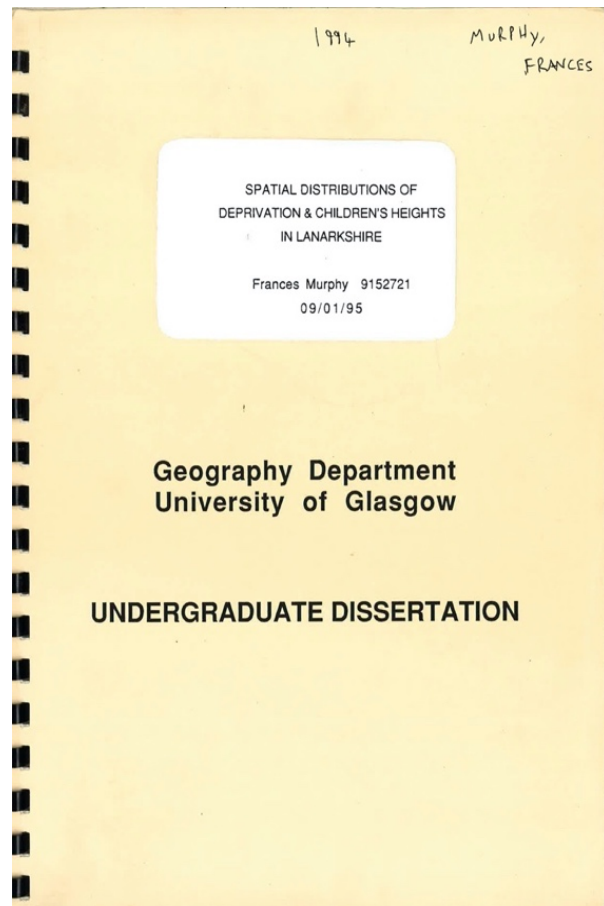 1994
MURPHY,
FRANCES
SPATIAL DISTRIBUTIONS OF
DEPRIVATION & CHILDREN'S HEIGHTS
IN LANARKSHIRE
Frances Murphy 9152721
09/01/95
Geography Department
University of Glasgow
UNDERGRADUATE DISSERTATION